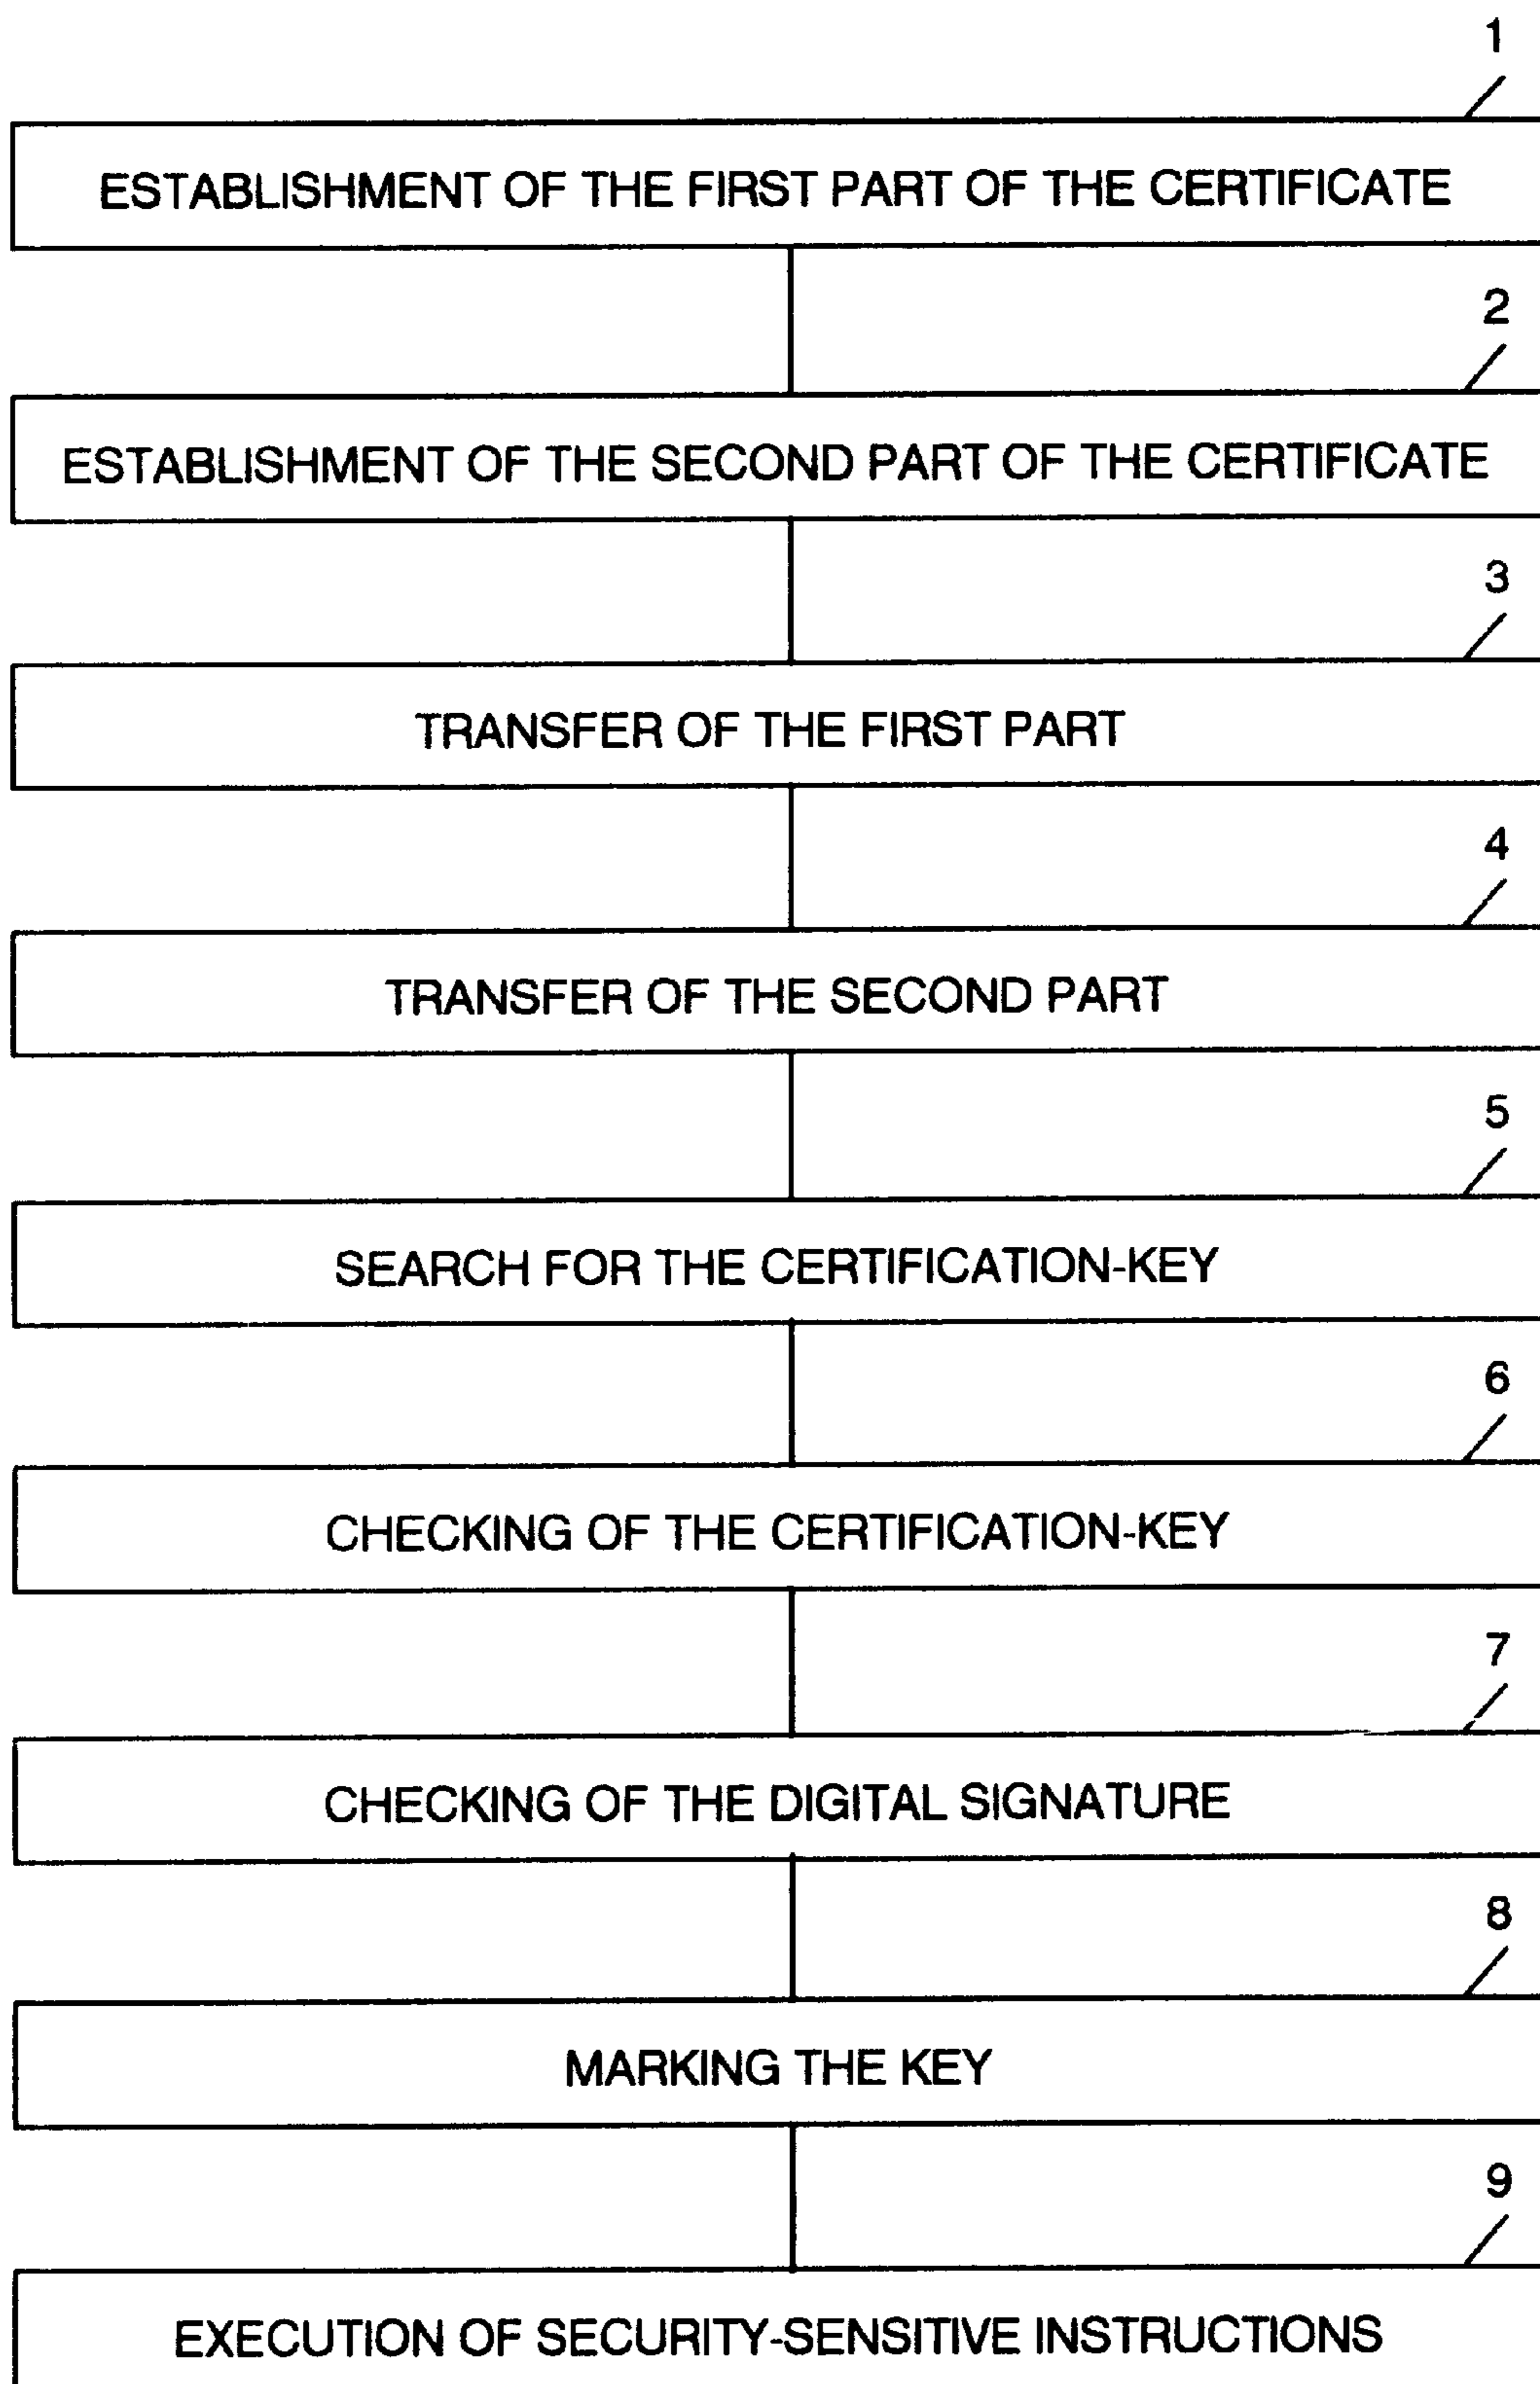 1
ESTABLISHMENT OF THE FIRST PART OF THE CERTIFICATE
2
ESTABLISHMENT OF THE SECOND PART OF THE CERTIFICATE
3
TRANSFER OF THE FIRST PART
4
TRANSFER OF THE SECOND PART
5
SEARCH FOR THE CERTIFICATION-KEY
6
CHECKING OF THE CERTIFICATION-KEY
7
CHECKING OF THE DIGITAL SIGNATURE
8
MARKING THE KEY
9
EXECUTION OF SECURITY-SENSITIVE INSTRUCTIONS